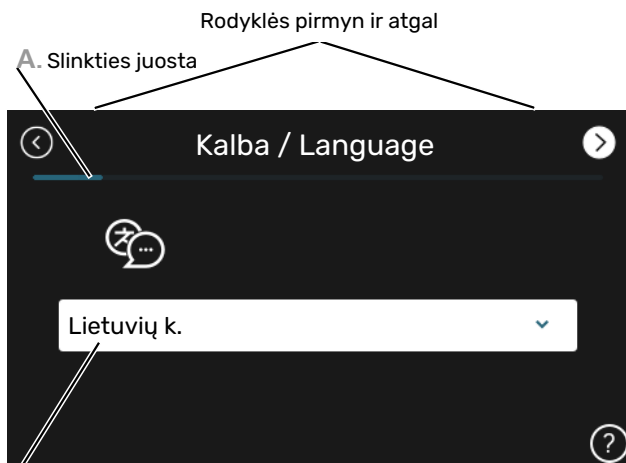 Rodyklės pirmyn ir atgal
A. Slinkties juosta
Kalba / Language
Lietuvių k.
?